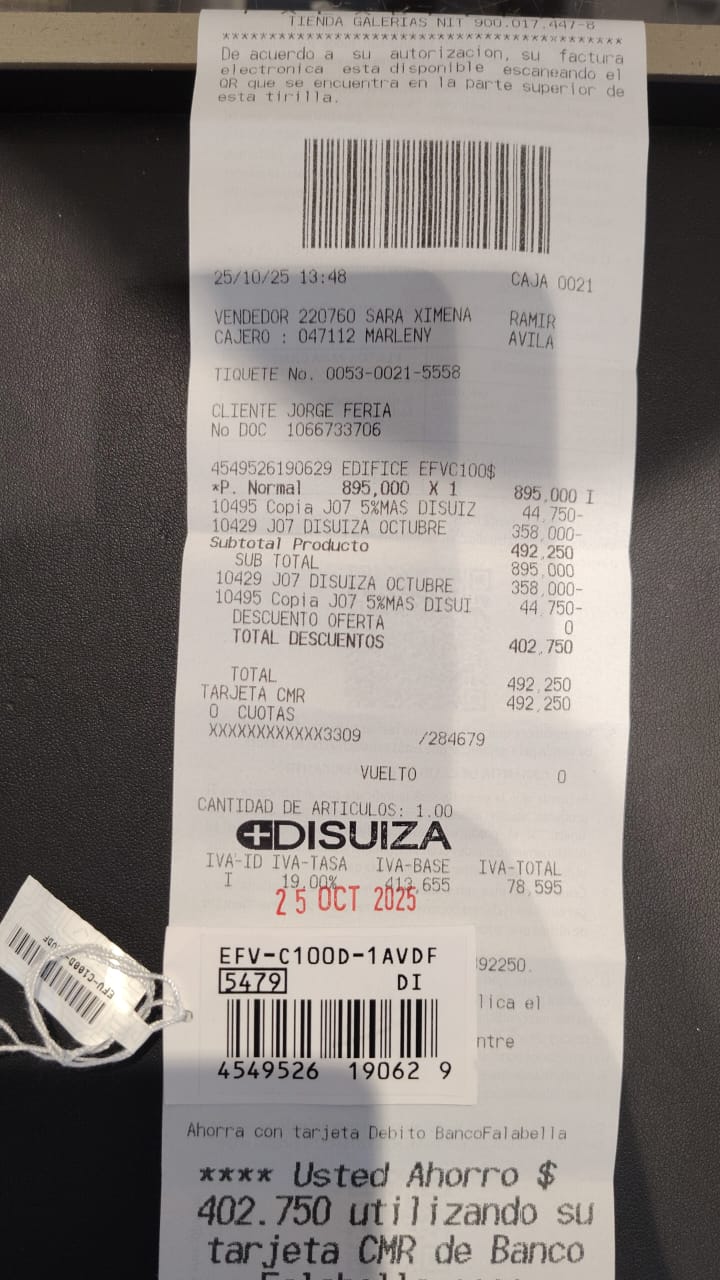 TIENDA GALERIAS NIT 900.017.447-8
****************************************
De acuerdo a su autorizacion, su factura
electronica esta disponible escaneando el
QR que se encuentra en la parte superior de
esta tirilla.
25/10/25 13:48 CAJA 0021
VENDEDOR 220760 SARA XIMENA RAMIR
CAJERO : 047112 MARLENY AVILA
TIQUETE No. 0053-0021-5558
CLIENTE JORGE FERIA
No DOC 1066733706
4549526190629 EDIFICE EFVC100$
*P. Normal 895,000 X 1 895,000 I
10495 Copia J07 5%MAS DISUIZ 44,750-
10429 J07 DISUIZA OCTUBRE 358,000-
Subtotal Producto 492,250
SUB TOTAL 895,000
10429 J07 DISUIZA OCTUBRE 358,000-
10495 Copia J07 5%MAS DISUI 44,750-
DESCUENTO OFERTA 0
TOTAL DESCUENTOS 402,750
TOTAL 492,250
TARJETA CMR 492,250
0 CUOTAS
XXXXXXXXXXXX3309 /284679
VUELTO 0
CANTIDAD DE ARTICULOS: 1.00
DISUIZA
IVA-ID IVA-TASA IVA-BASE IVA-TOTAL
I 19,00% 413,655 78,595
25 OCT 2025
EFV-C100D-1AVDF
5479 DI
4549526 19062 9
92250.
lica el
ntre
EFV-C100D-
Ahorra con tarjeta Debito BancoFalabella
**** Usted Ahorro $
402.750 utilizando su
tarjeta CMR de Banco